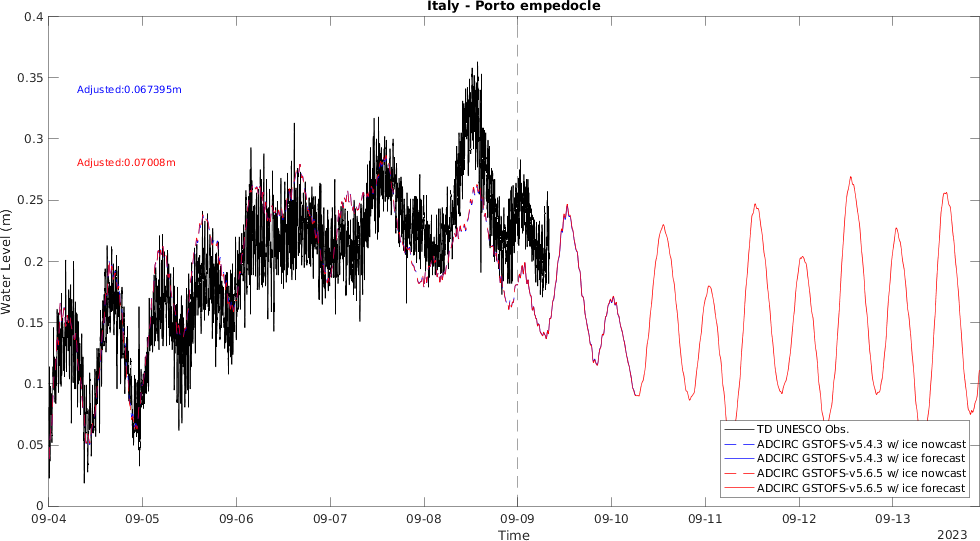 Italy - Porto empedocle
0.4
0.35
0.3
0.25
0.2
0.15
0.1
0.05
0
Water Level (m)
Adjusted:0.067395m
Adjusted:0.07008m
TD UNESCO Obs.
ADCIRC GSTOFS-v5.4.3 w/ ice nowcast
ADCIRC GSTOFS-v5.4.3 w/ ice forecast
ADCIRC GSTOFS-v5.6.5 w/ ice nowcast
ADCIRC GSTOFS-v5.6.5 w/ ice forecast
09-04 09-05 09-06 09-07 09-08 09-09 09-10 09-11 09-12 09-13
Time
2023